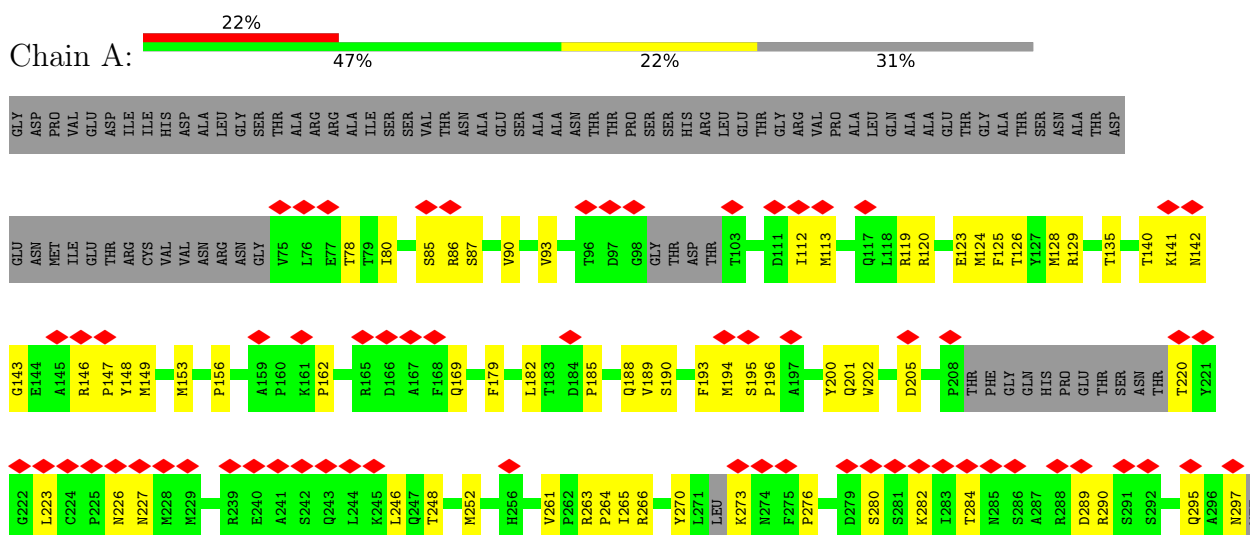 22%
Chain A:
47% 22% 31%
GLY ASP PRO VAL GLU ASP ILE ILE HIS ASP ALA LEU GLY SER THR ALA ARG ARG ALA ILE SER SER VAL THR ASN ALA GLU SER ALA ALA ASN THR THR PRO SER SER HIS ARG LEU GLU THR GLY ARG VAL PRO ALA LEU GLN ALA ALA GLU THR GLY ALA THR SER ASN ALA THR ASP
GLU ASN MET ILE GLU THR ARG CYS VAL VAL ASN ARG ASN GLY V75 L76 E77 T78 T79 I80 S85 R86 S87 V90 V93 T96 D97 G98 GLY THR ASP THR T103 D111 I112 M113 Q117 L118 R119 R120 E123 M124 F125 T126 Y127 M128 R129 T135 T140 K141 N142
G143 E144 A145 R146 P147 Y148 M149 M153 P156 A159 P160 K161 P162 R165 D166 A167 F168 Q169 F179 L182 T183 D184 P185 Q188 V189 S190 F193 M194 S195 P196 A197 Y200 Q201 W202 D205 P208 THR PHE GLY GLN HIS PRO GLU THR SER ASN THR T220 Y221
G222 L223 C224 P225 N226 N227 M228 M229 R239 E240 A241 S242 Q243 L244 K245 L246 Q247 T248 M252 H256 V261 P262 R263 P264 I265 R266 Y270 L271 LEU K273 N274 F275 P276 D279 S280 S281 K282 I283 T284 N285 S286 A287 R288 D289 R290 S291 S292 Q295 A296 N297